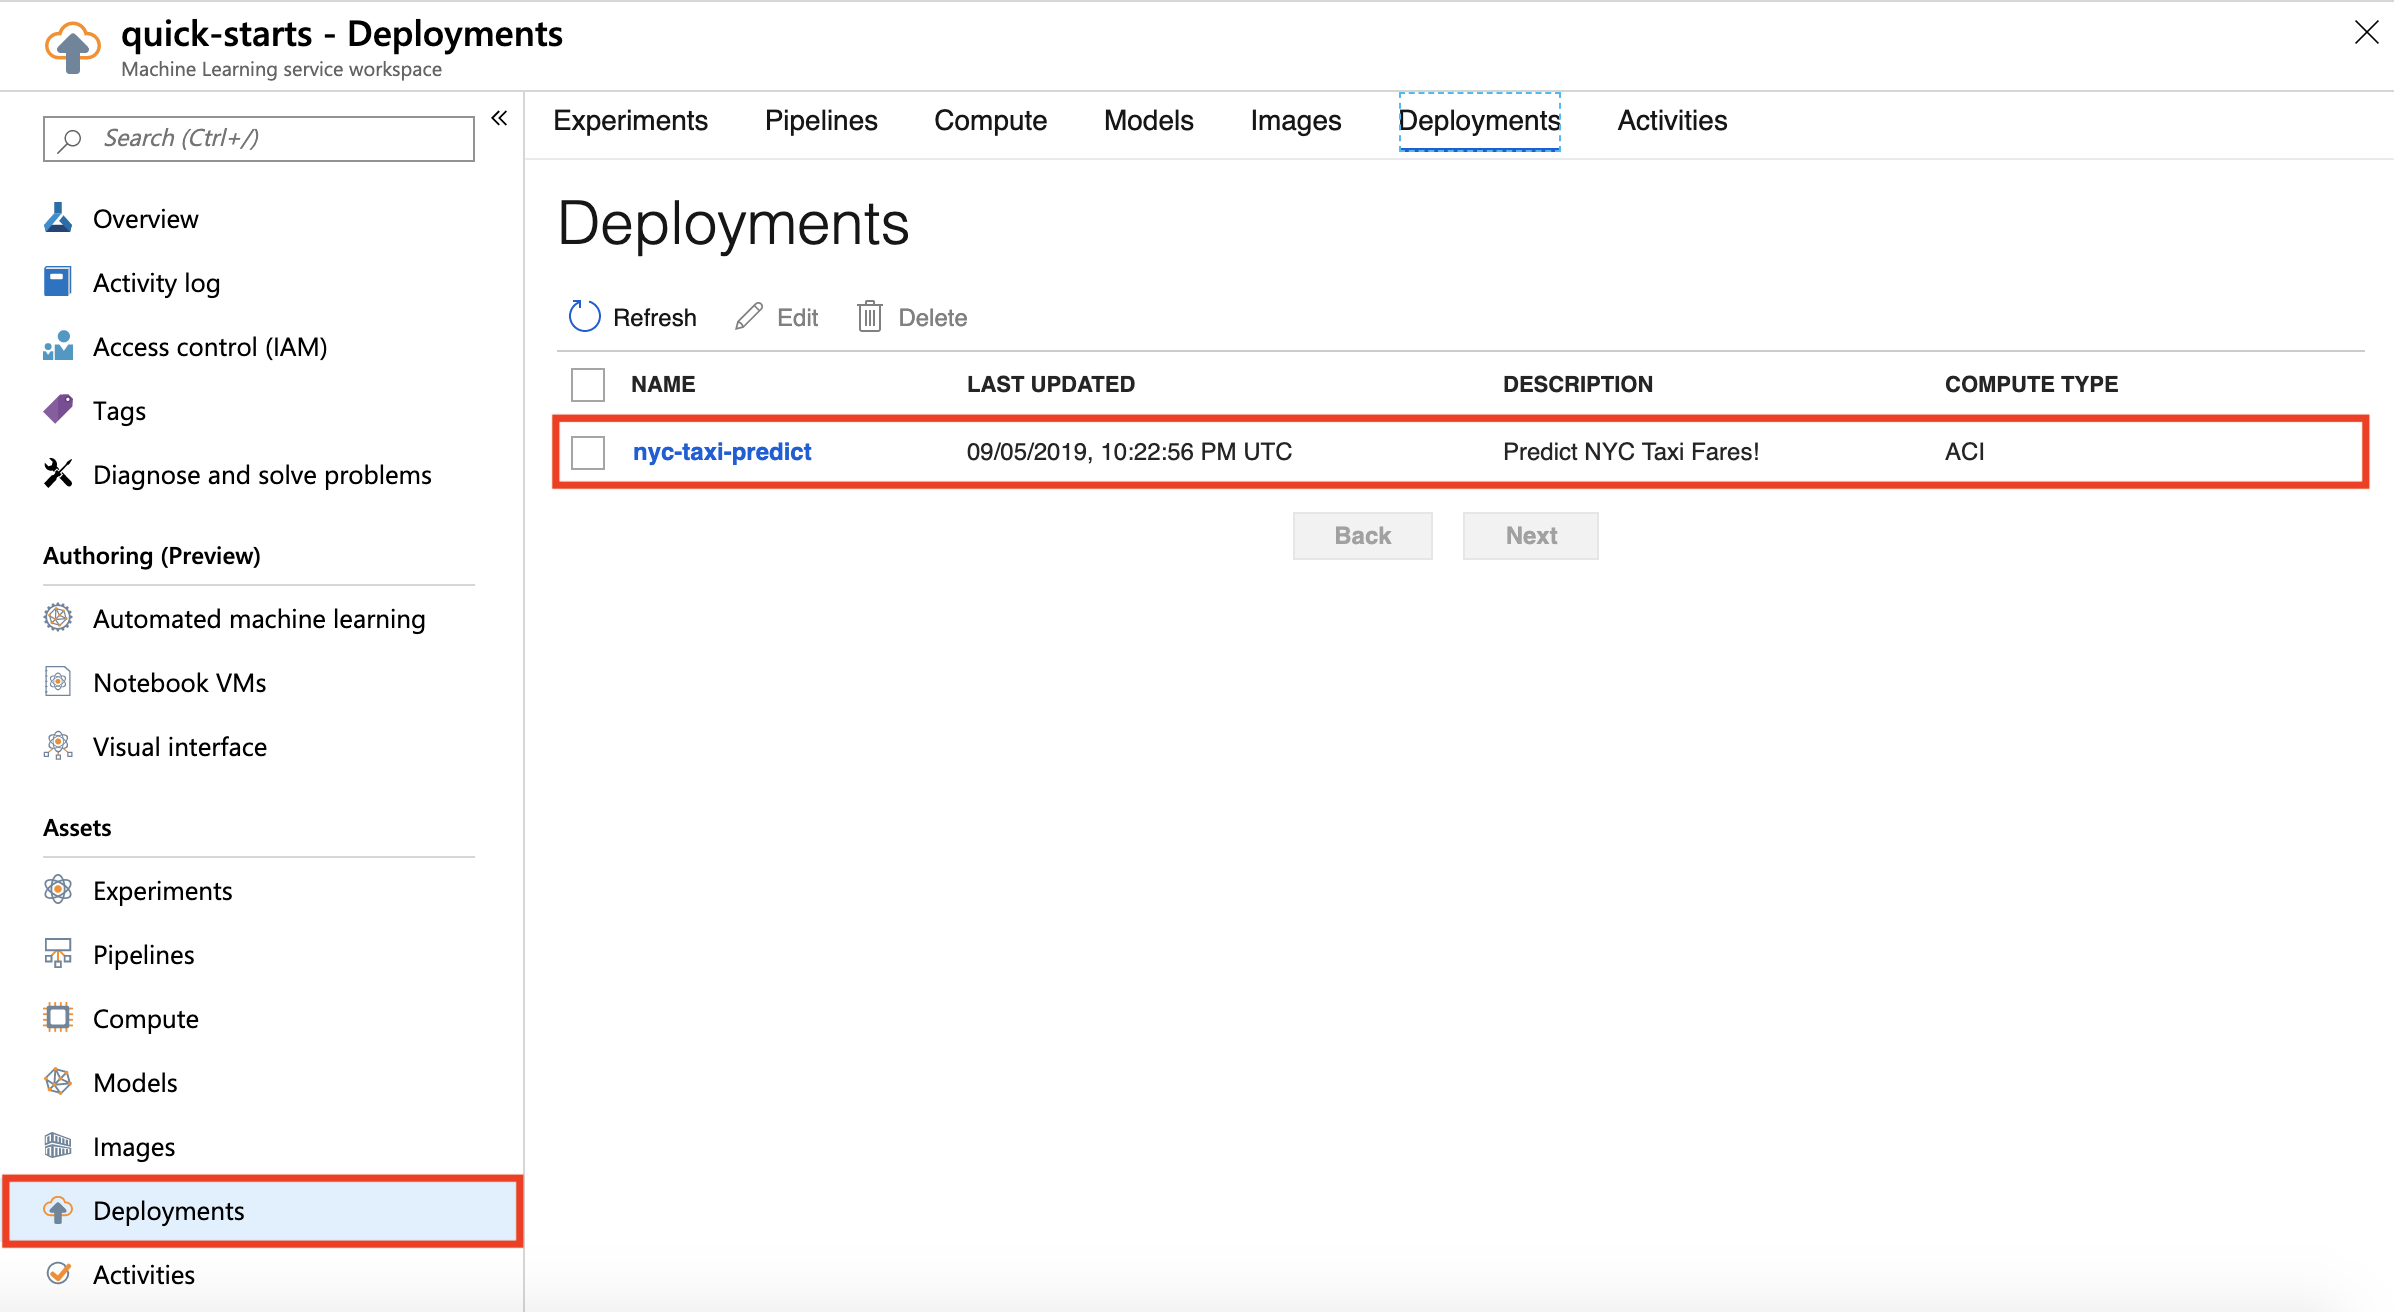 quick-starts - Deployments
Machine Learning service workspace
Search (Ctrl+/)
Overview
Activity log
Access control (IAM)
Tags
Diagnose and solve problems
Authoring (Preview)
Automated machine learning
Notebook VMs
Visual interface
Assets
Experiments
Pipelines
Compute
Models
Images
Deployments
Activities
Experiments Pipelines Compute Models Images Deployments Activities
Deployments
Refresh Edit Delete
NAME LAST UPDATED DESCRIPTION COMPUTE TYPE
nyc-taxi-predict 09/05/2019, 10:22:56 PM UTC Predict NYC Taxi Fares! ACI
Back Next